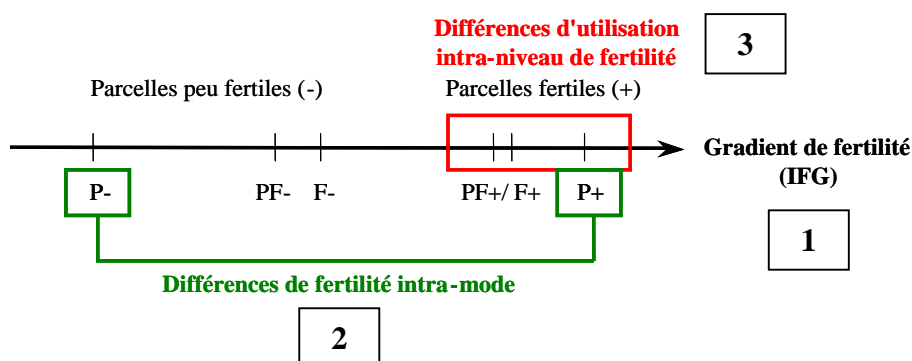 Différences d'utilisation
intra-niveau de fertilité
3
Parcelles peu fertiles (-)
Parcelles fertiles (+)
Gradient de fertilité
(IFG)
P-
PF-
F-
PF+/ F+
P+
1
Différences de fertilité intra-mode
2